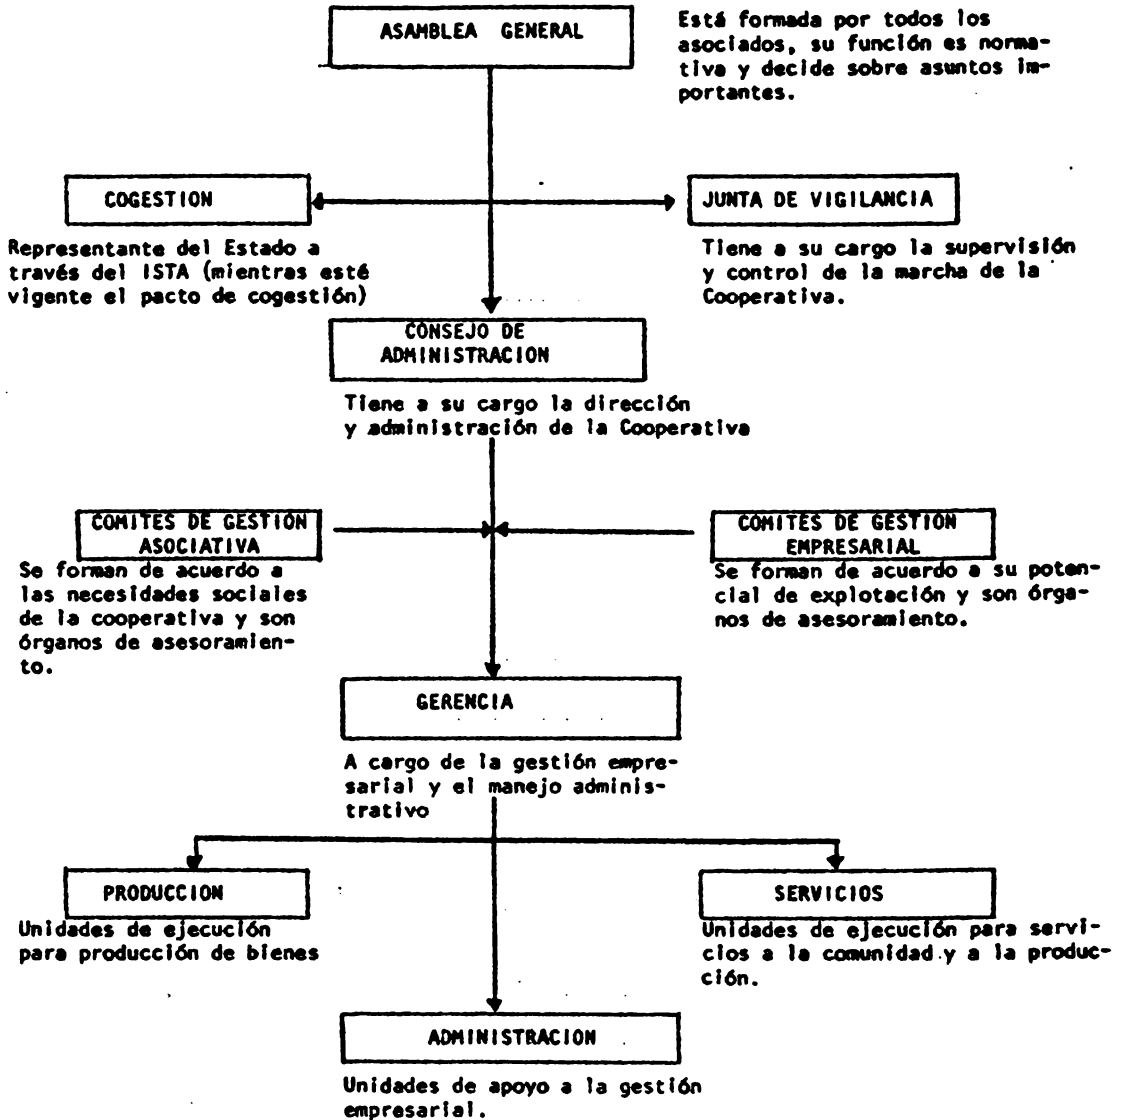 ASAMBLEA GENERAL
Está formada por todos los
asociados, su función es norma-
tiva y decide sobre asuntos im-
portantes.
COGESTION
Representante del Estado a
través del ISTA (mientras esté
vigente el pacto de cogestión)
JUNTA DE VIGILANCIA
Tiene a su cargo la supervisión
y control de la marcha de la
Cooperativa.
CONSEJO DE
ADMINISTRACION
Tiene a su cargo la dirección
y administración de la Cooperativa
COMITES DE GESTION
ASOCIATIVA
Se forman de acuerdo a
las necesidades sociales
de la cooperativa y son
órganos de asesoramien-
to.
COMITES DE GESTION
EMPRESARIAL
Se forman de acuerdo a su poten-
cial de explotación y son órga-
nos de asesoramiento.
GERENCIA
A cargo de la gestión empre-
sarial y el manejo adminis-
trativo
PRODUCCION
Unidades de ejecución
para producción de bienes
SERVICIOS
Unidades de ejecución para servi-
cios a la comunidad y a la produc-
ción.
ADMINISTRACION
Unidades de apoyo a la gestión
empresarial.